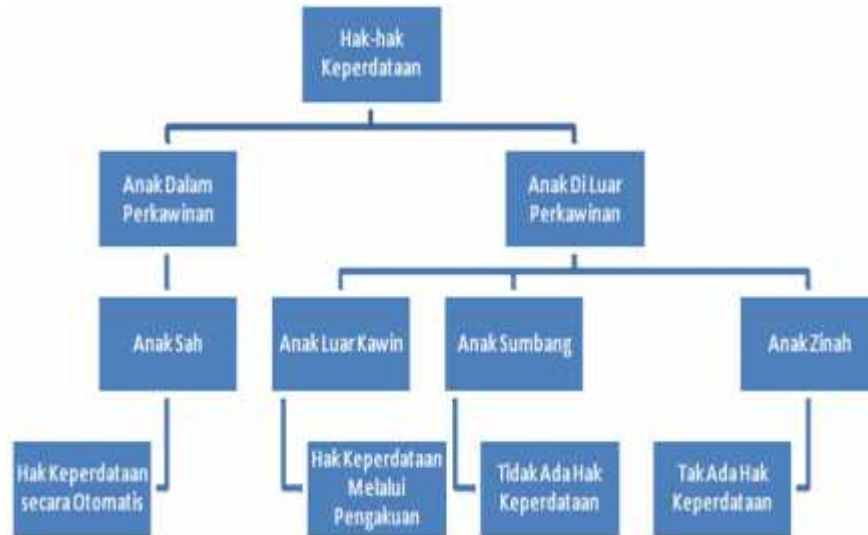 Hak-hak
Keperdataan
Anak Dalam
Perkawinan
Anak Di Luar
Perkawinan
Anak Sah
Anak Luar Kawin
Anak Sumbang
Anak Zinah
Hak Keperdataan
secara Otomatis
Hak Keperdataan
Melalui
Pengakuan
Tidak Ada Hak
Keperdataan
Tak Ada Hak
Keperdataan